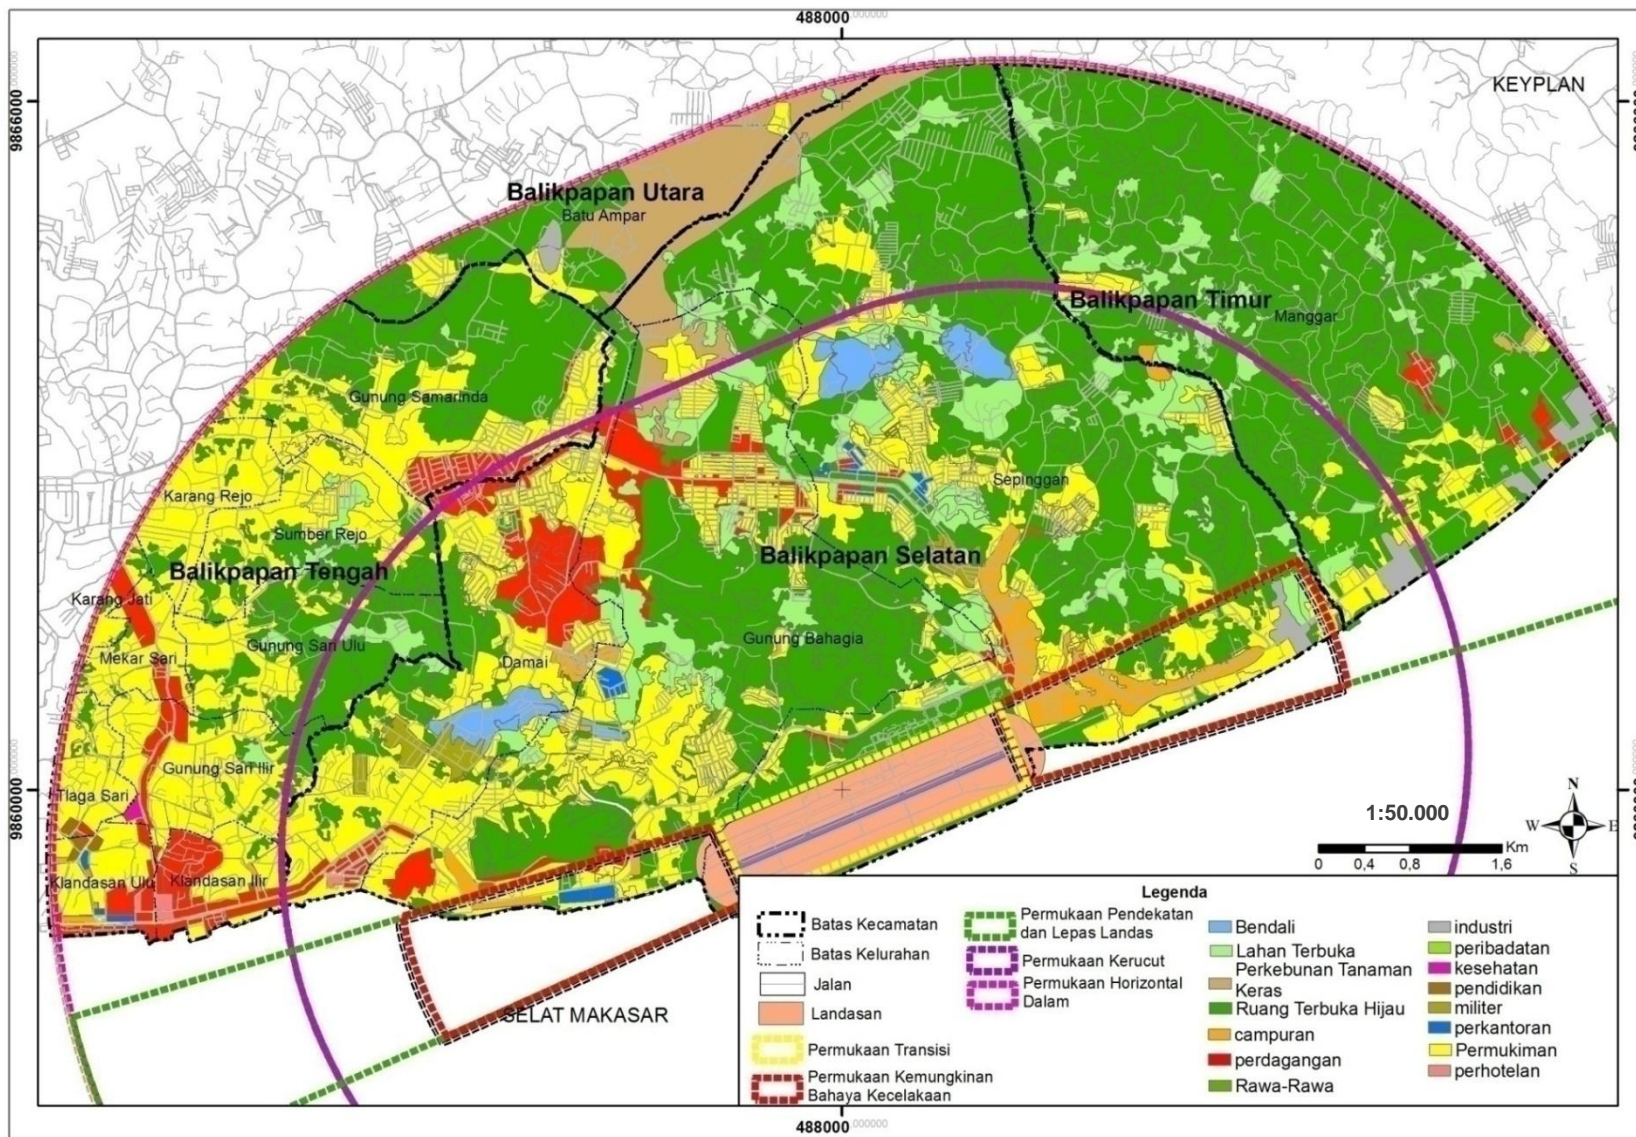 488000
000000
KEYPLAN
9866000
Balikpapan Utara
Batu Ampar
Balikpapan Timur
Manggar
Gunung Samarinda
Karang Rejo
Sepinggan
Sumber Rejo
Balikpapan Selatan
Balikpapan Tengah
Karang Jati
Gunung Sari Ulu
Gunung Bahagia
Mekar Sari
Damai
Gunung Sari Ilir
Tlaga Sari
9860000
Klandasan Ulu
Klandasan Ilir
1:50.000
N
W
E
S
0 0,4 0,8 1,6 Km
SELAT MAKASAR
Legenda
Batas Kecamatan
Batas Kelurahan
Jalan
Landasan
Permukaan Transisi
Permukaan Kemungkinan
Bahaya Kecelakaan
Permukaan Pendekatan
dan Lepas Landas
Permukaan Kerucut
Permukaan Horizontal
Dalam
Bendali
Lahan Terbuka
Perkebunan Tanaman
Keras
Ruang Terbuka Hijau
campuran
perdagangan
Rawa-Rawa
industri
peribadatan
kesehatan
pendidikan
militer
perkantoran
Permukiman
perhotelan
488000
000000